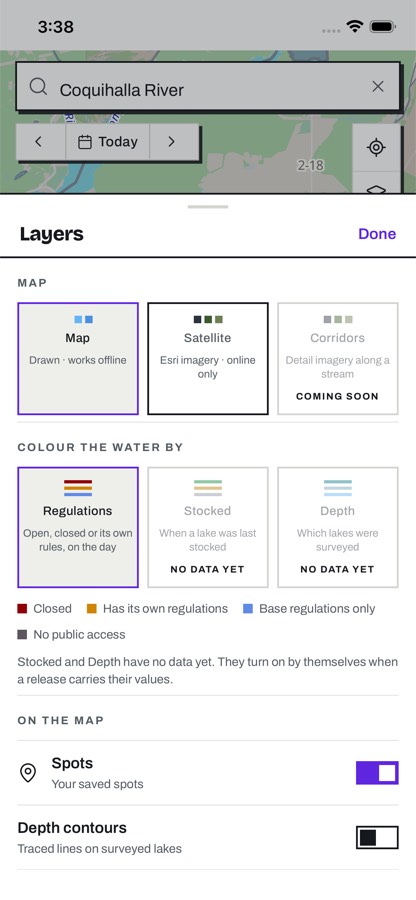 3:38
Coquihalla River
Today
2-18
Layers
Done
MAP
Map
Drawn · works offline
Satellite
Esri imagery · online
only
Corridors
Detail imagery along a
stream
COMING SOON
COLOUR THE WATER BY
Regulations
Open, closed or its own
rules, on the day
Stocked
When a lake was last
stocked
NO DATA YET
Depth
Which lakes were
surveyed
NO DATA YET
Closed
Has its own regulations
Base regulations only
No public access
Stocked and Depth have no data yet. They turn on by themselves when
a release carries their values.
ON THE MAP
Spots
Your saved spots
Depth contours
Traced lines on surveyed lakes